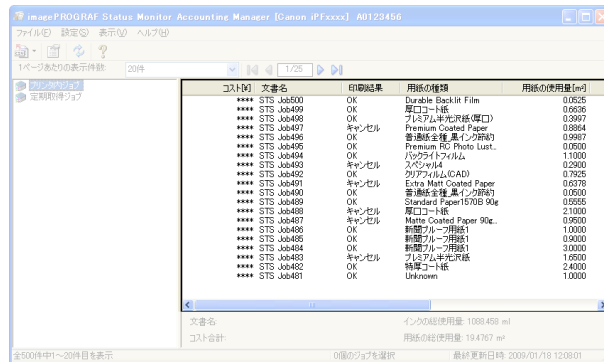 imagePROGRAF Status Monitor Accounting Manager [Canon iPFxxxx] A0123456
ファイル(F) 設定(S) 表示(V) ヘルプ(H)
1ページあたりの表示件数: 20件 1/25
プリンタ内ジョブ
定期取得ジョブ
コスト[¥] 文書名 印刷結果 用紙の種類 用紙の使用量[m²]
**** STS Job500 OK Durable Backlit Film 0.0525
**** STS Job499 OK 厚口コート紙 0.6636
**** STS Job498 OK プレミアム半光沢紙(厚口) 0.3997
**** STS Job497 キャンセル Premium Coated Paper 0.8864
**** STS Job496 OK 普通紙全種_黒インク節約 0.9987
**** STS Job495 OK Premium RC Photo Lust... 0.0500
**** STS Job494 OK バックライトフィルム 1.1000
**** STS Job493 キャンセル スペシャル4 0.2900
**** STS Job492 OK クリアフィルム(CAD) 0.7925
**** STS Job491 キャンセル Extra Matt Coated Paper 0.6378
**** STS Job490 OK 普通紙全種_黒インク節約 0.0500
**** STS Job489 OK Standard Paper1570B 90g 0.5555
**** STS Job488 キャンセル 厚口コート紙 2.1000
**** STS Job487 キャンセル Matte Coated Paper 90g... 0.9500
**** STS Job486 OK 新聞プルーフ用紙1 1.0000
**** STS Job485 OK 新聞プルーフ用紙1 0.9000
**** STS Job484 OK 新聞プルーフ用紙1 3.0000
**** STS Job483 キャンセル プレミアム半光沢紙 1.6500
**** STS Job482 OK 特厚コート紙 2.4000
**** STS Job481 OK Unknown 1.0000
文書名: インクの総使用量: 1888.458 ml
コスト合計: 用紙の総使用量: 19.4767 m²
全500件中1～20件目を表示 0個のジョブを選択 最終更新日時: 2009/01/18 12:08:01